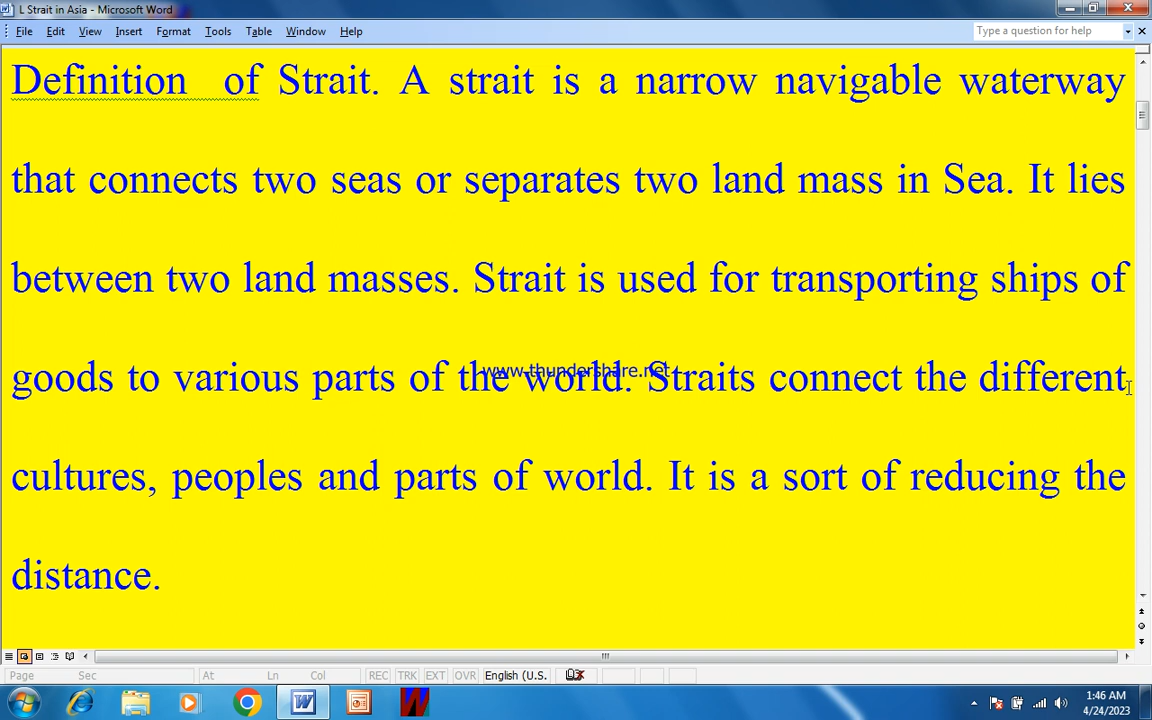 L Strait in Asia - Microsoft Word
File Edit View Insert Format Tools Table Window Help Type a question for help
Definition of Strait. A strait is a narrow navigable waterway
that connects two seas or separates two land mass in Sea. It lies
between two land masses. Strait is used for transporting ships of
goods to various parts of the world. Straits connect the different
www.thundershare.net
cultures, peoples and parts of world. It is a sort of reducing the
distance.
Page Sec At Ln Col REC TRK EXT OVR English (U.S.
1:46 AM
4/24/2023